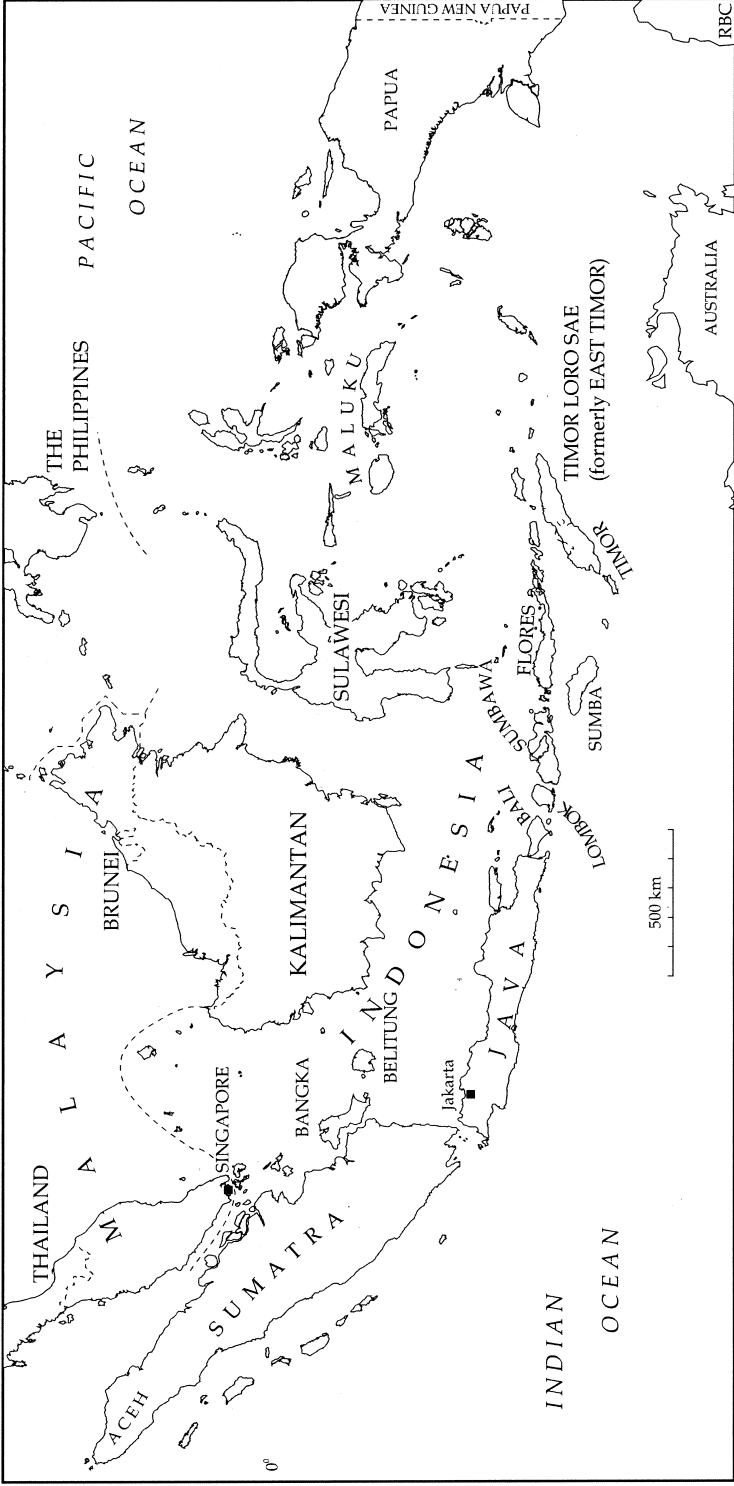 THAILAND
M A L A Y S I A
SINGAPORE
BRUNEI
THE
PHILIPPINES
PACIFIC
OCEAN
ACEH
SUMATRA
BANGKA
BELITUNG
KALIMANTAN
SULAWESI
MALUKU
PAPUA
PAPUA NEW GUINEA
0°
INDONESIA
Jakarta
JAVA
BALI
LOMBOK
SUMBAWA
FLORES
SUMBA
TIMOR
TIMOR LORO SAE
(formerly EAST TIMOR)
INDIAN
OCEAN
500 km
AUSTRALIA
RBC